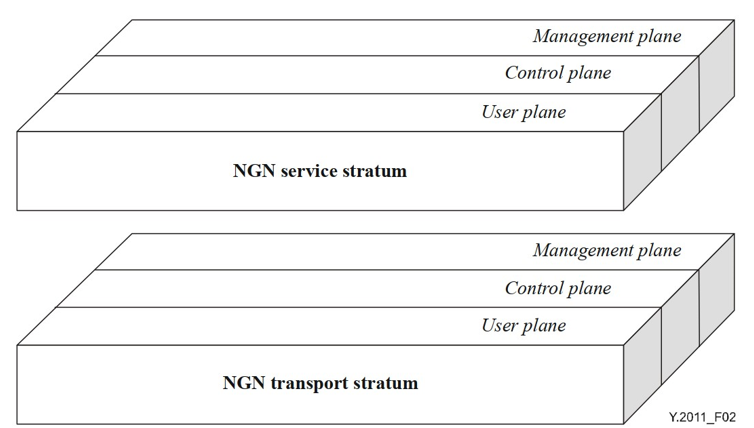 Management plane
Control plane
User plane
NGN service stratum
Management plane
Control plane
User plane
NGN transport stratum
Y.2011_F02